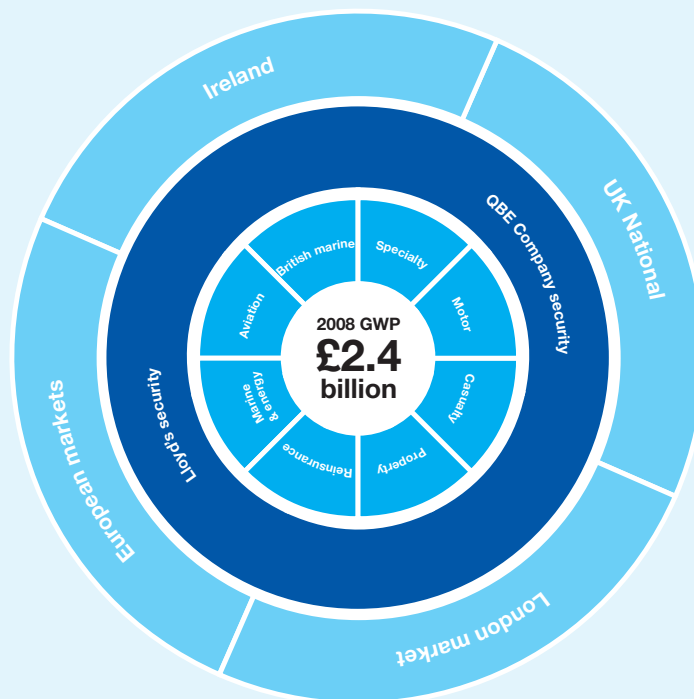 Ireland
UK National
London market
European markets
QBE Company security
Lloyd's security
British marine
Specialty
Motor
Casualty
Property
Reinsurance
Marine
& energy
Aviation
2008 GWP
£2.4
billion